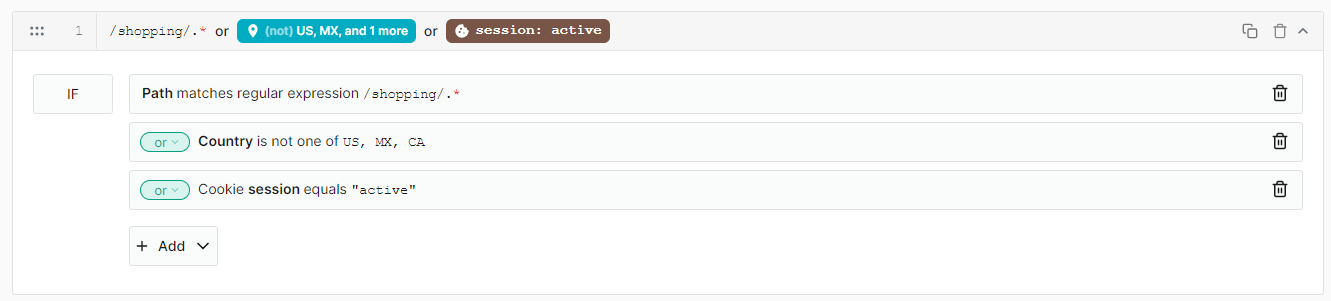 1 /shopping/.* or (not) US, MX, and 1 more or session: active
IF
Path matches regular expression /shopping/.*
or Country is not one of US, MX, CA
or Cookie session equals "active"
+ Add